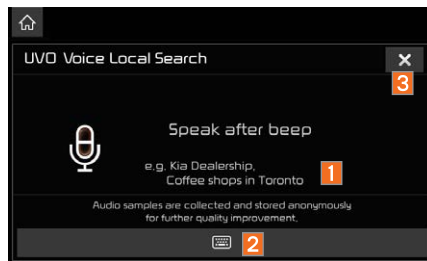 UVO Voice Local Search
3
Speak after beep
e.g. Kia Dealership,
Coffee shops in Toronto
1
Audio samples are collected and stored anonymously
for further quality improvement.
2